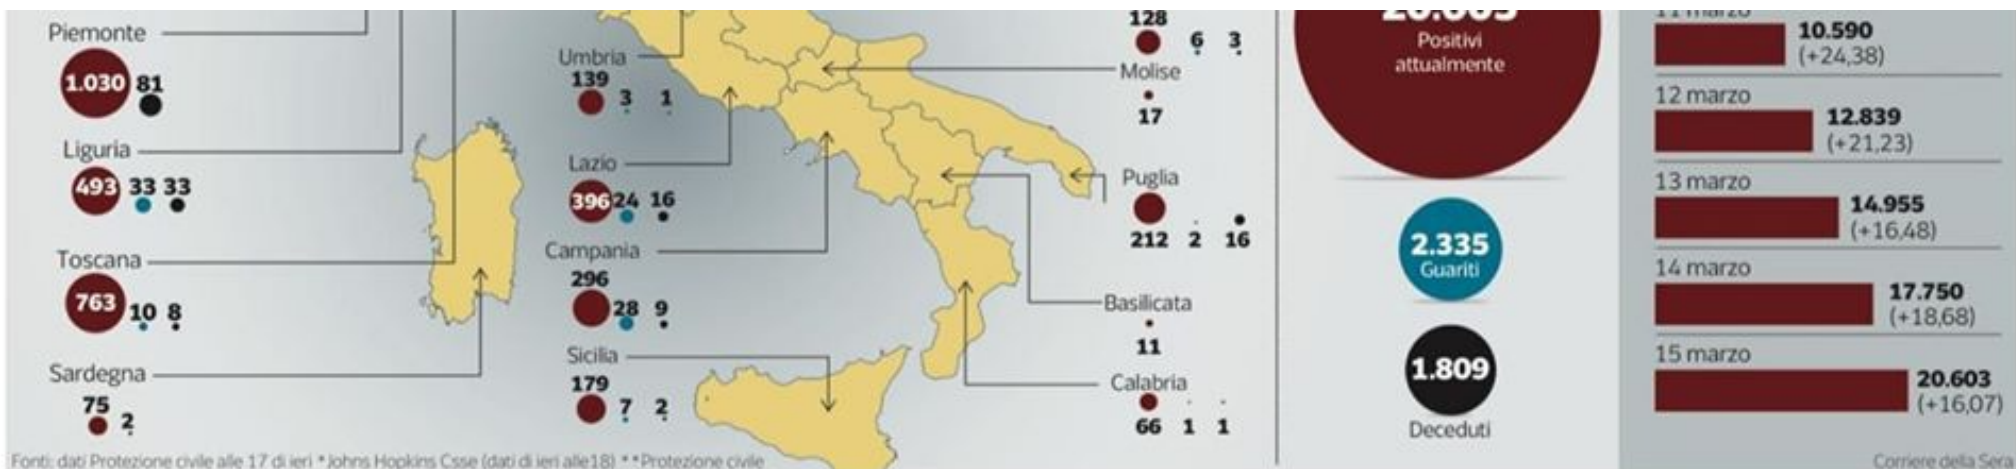 Piemonte
1.030 81
Liguria
493 33 33
Toscana
763 10 8
Sardegna
75 2
Umbria
139 3 1
Lazio
396 24 16
Campania
296 28 9
Sicilia
179 7 2
128 6 3
Molise
17
Puglia
212 2 16
Basilicata
11
Calabria
66 1 1
20.603
Positivi
attualmente
2.335
Guariti
1.809
Deceduti
11 marzo
10.590
(+24,38)
12 marzo
12.839
(+21,23)
13 marzo
14.955
(+16,48)
14 marzo
17.750
(+18,68)
15 marzo
20.603
(+16,07)
Fonti: dati Protezione civile alle 17 di ieri *Johns Hopkins Csse (dati di ieri alle18) **Protezione civile
Corriere della Sera